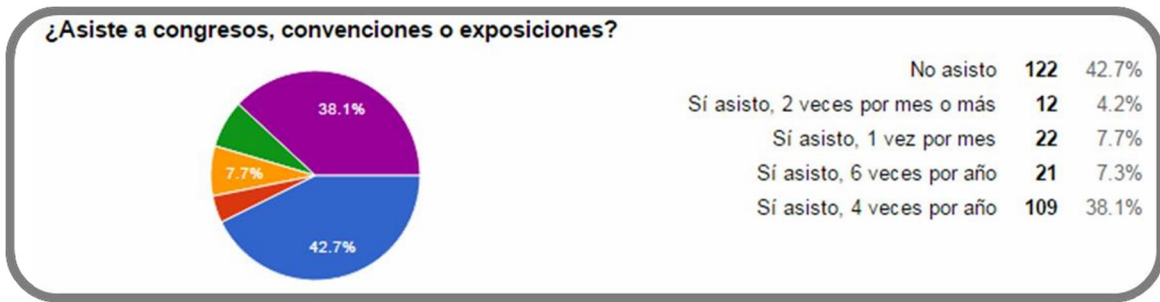 ¿Asiste a congresos, convenciones o exposiciones?
38.1%
7.7%
42.7%
No asisto 122 42.7%
Sí asisto, 2 veces por mes o más 12 4.2%
Sí asisto, 1 vez por mes 22 7.7%
Sí asisto, 6 veces por año 21 7.3%
Sí asisto, 4 veces por año 109 38.1%